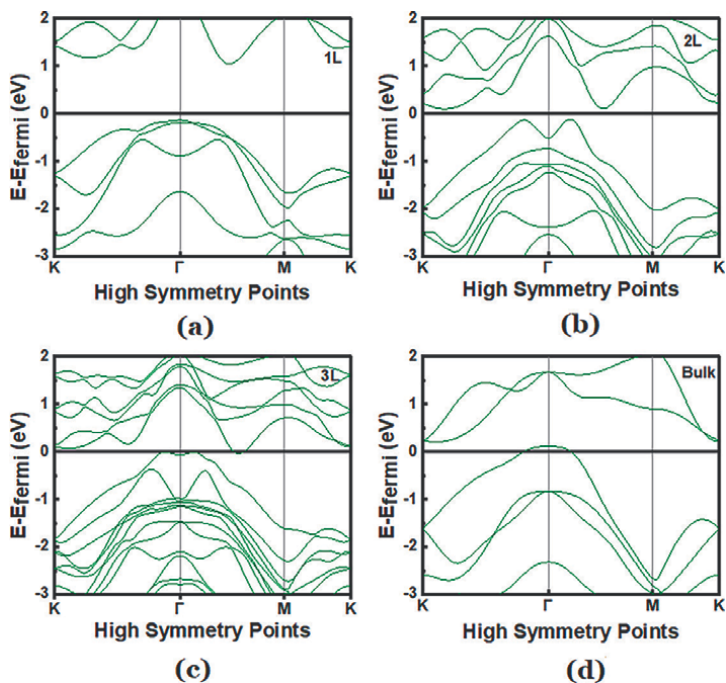 2
1
0
-1
-2
-3
E-Efermi (eV)
1L
K Γ M K
High Symmetry Points
(a)
2
1
0
-1
-2
-3
E-Efermi (eV)
2L
K Γ M K
High Symmetry Points
(b)
2
1
0
-1
-2
-3
E-Efermi (eV)
3L
K Γ M K
High Symmetry Points
(c)
2
1
0
-1
-2
-3
E-Efermi (eV)
Bulk
K Γ M K
High Symmetry Points
(d)